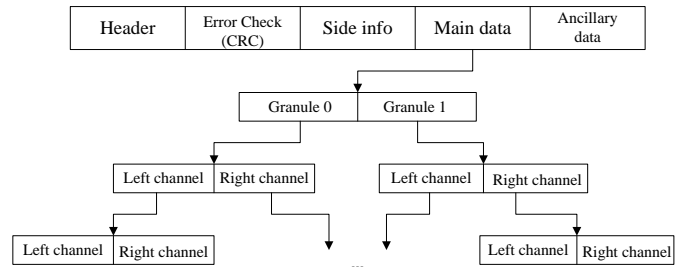 Header
Error Check
(CRC)
Side info
Main data
Ancillary
data
Granule 0
Granule 1
Left channel
Right channel
Left channel
Right channel
Left channel
Right channel
Left channel
Right channel
...